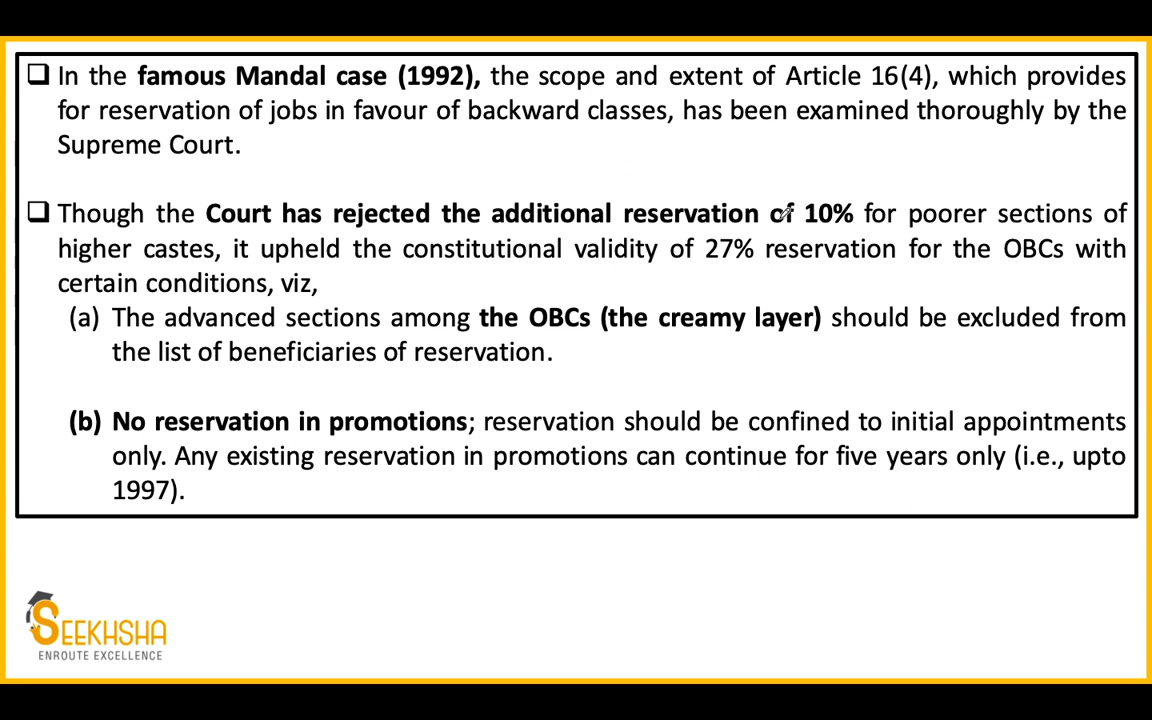 In the famous Mandal case (1992), the scope and extent of Article 16(4), which provides
for reservation of jobs in favour of backward classes, has been examined thoroughly by the
Supreme Court.
Though the Court has rejected the additional reservation of 10% for poorer sections of
higher castes, it upheld the constitutional validity of 27% reservation for the OBCs with
certain conditions, viz,
(a) The advanced sections among the OBCs (the creamy layer) should be excluded from
the list of beneficiaries of reservation.
(b) No reservation in promotions; reservation should be confined to initial appointments
only. Any existing reservation in promotions can continue for five years only (i.e., upto
1997).
SEEKHSHA
ENROUTE EXCELLENCE